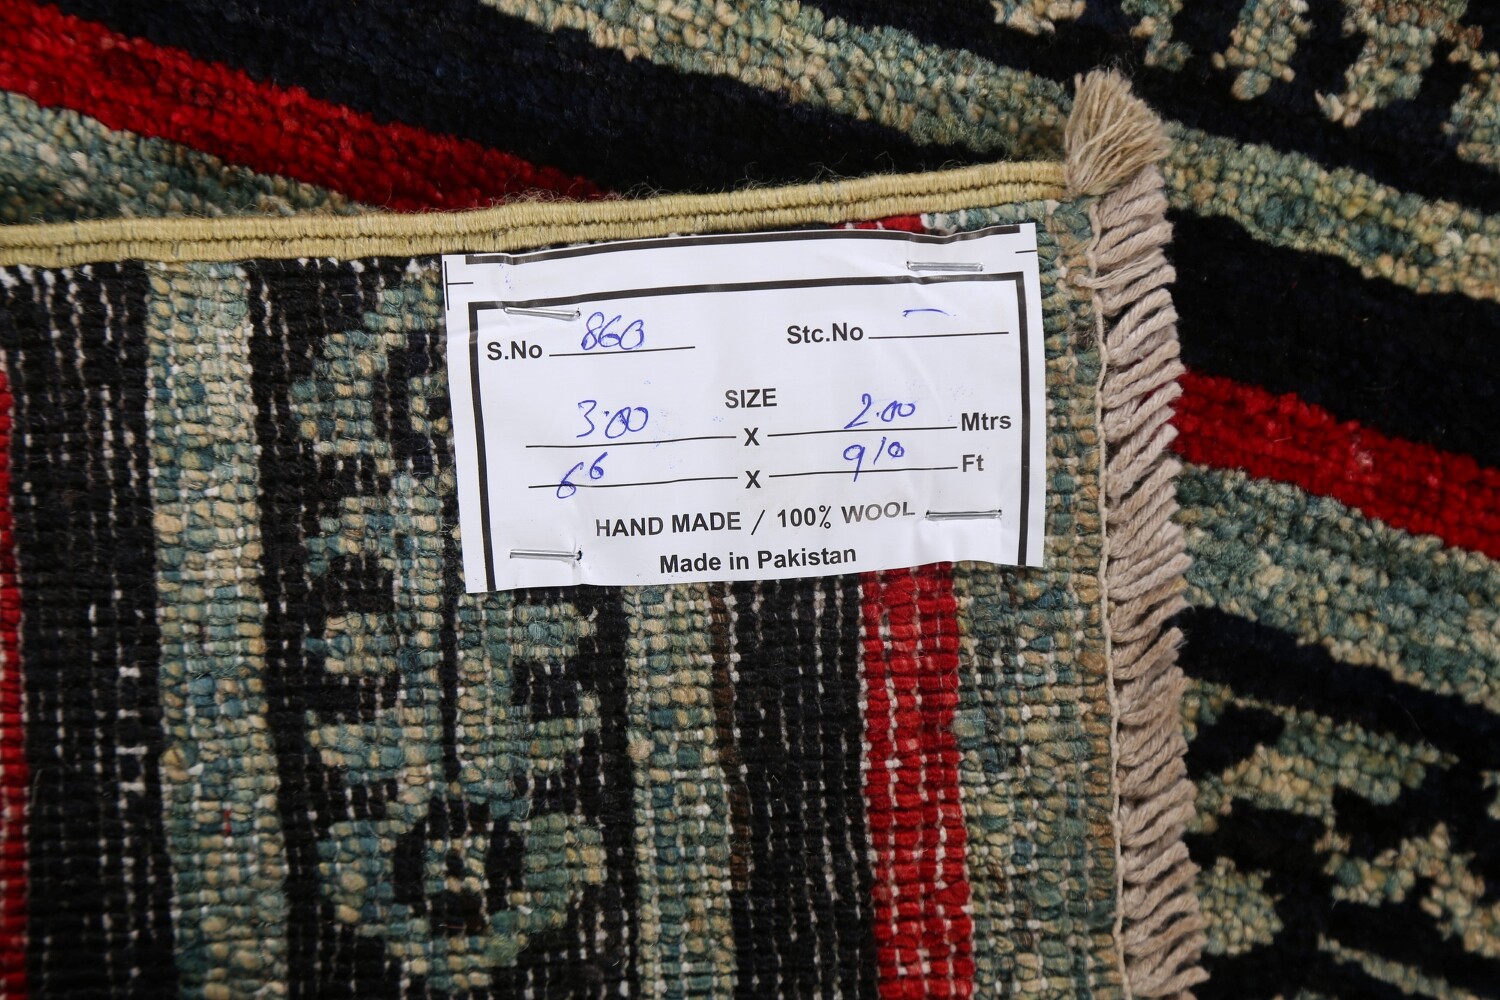 S.No 860 Stc.No —
SIZE
3.00 X 2.00 Mtrs
6 6 X 9/0 Ft
HAND MADE / 100% WOOL
Made in Pakistan